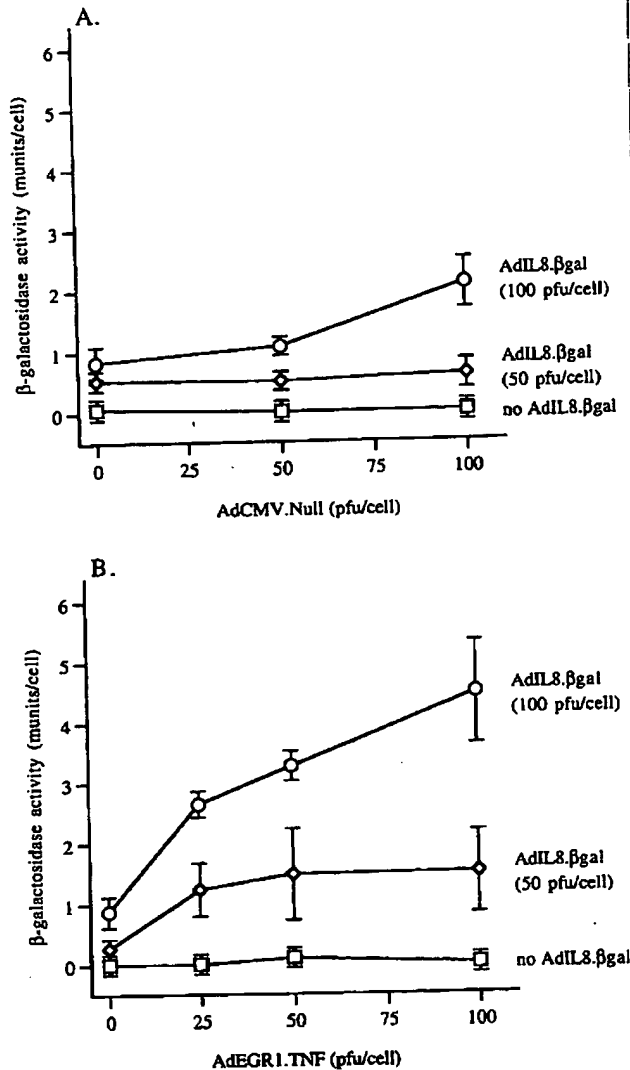 A.
β-galactosidase activity (munits/cell)
6
5
4
3
2
1
0
AdIL8.βgal
(100 pfu/cell)
AdIL8.βgal
(50 pfu/cell)
no AdIL8.βgal
0 25 50 75 100
AdCMV.Null (pfu/cell)
B.
β-galactosidase activity (munits/cell)
6
5
4
3
2
1
0
AdIL8.βgal
(100 pfu/cell)
AdIL8.βgal
(50 pfu/cell)
no AdIL8.βgal
0 25 50 75 100
AdEGR1.TNF (pfu/cell)